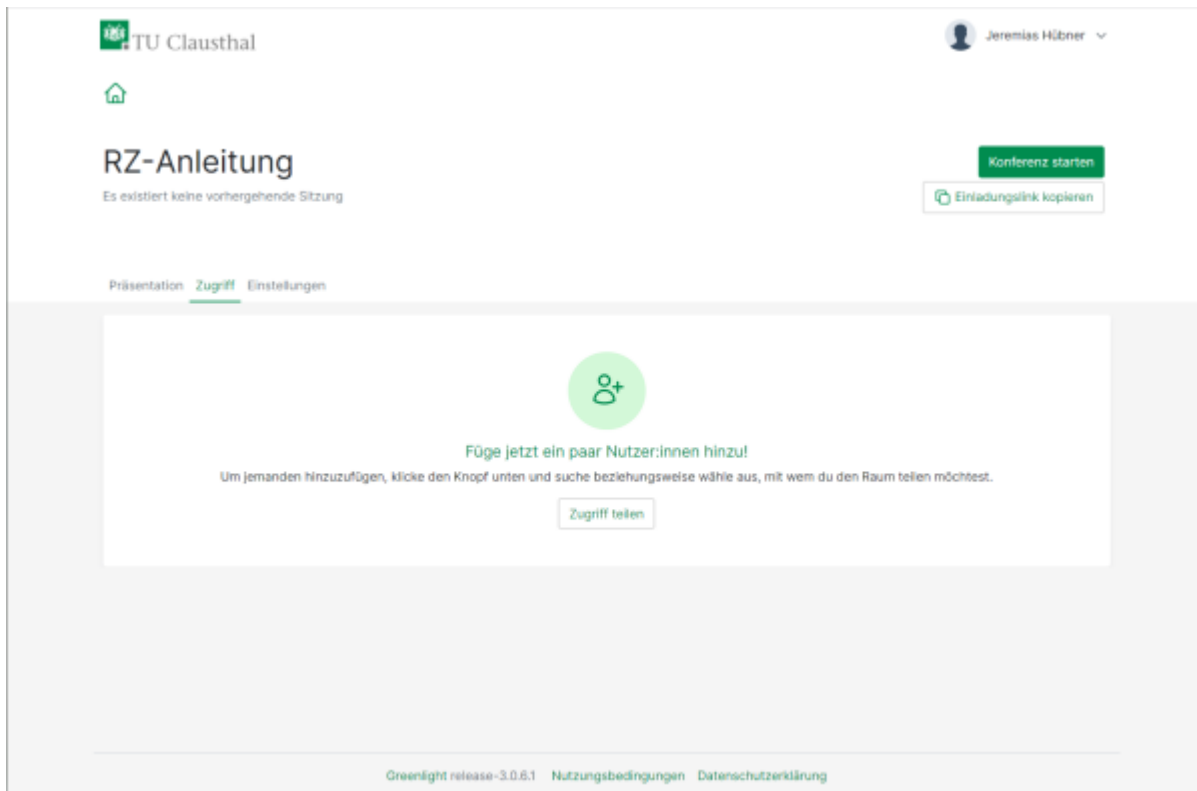 TU Clausthal
Jeremias Hübner
RZ-Anleitung
Konferenz starten
Es existiert keine vorhergehende Sitzung
Einladungslink kopieren
Präsentation Zugriff Einstellungen
Füge jetzt ein paar Nutzer:innen hinzu!
Um jemanden hinzuzufügen, klicke den Knopf unten und suche beziehungsweise wähle aus, mit wem du den Raum teilen möchtest.
Zugriff teilen
Greenlight release-3.0.6.1 Nutzungsbedingungen Datenschutzerklärung